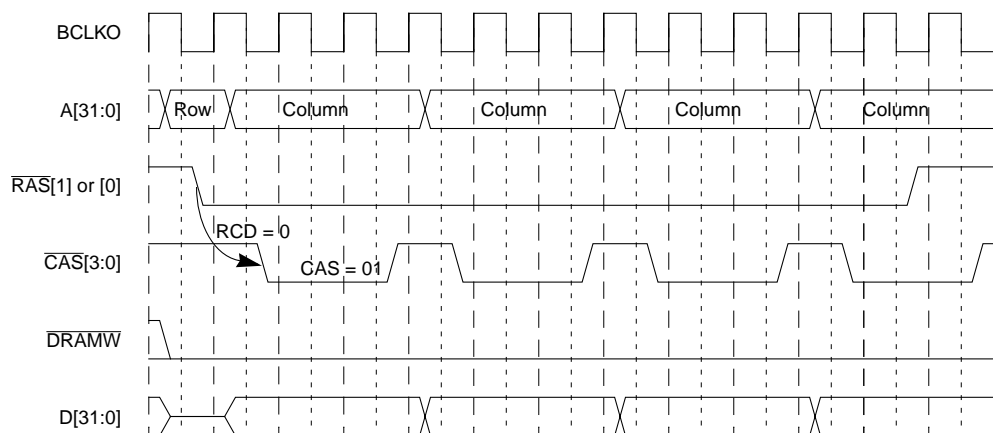 BCLKO
A[31:0] Row Column Column Column Column
RAS[1] or [0]
RCD = 0
CAS[3:0] CAS = 01
DRAMW
D[31:0]